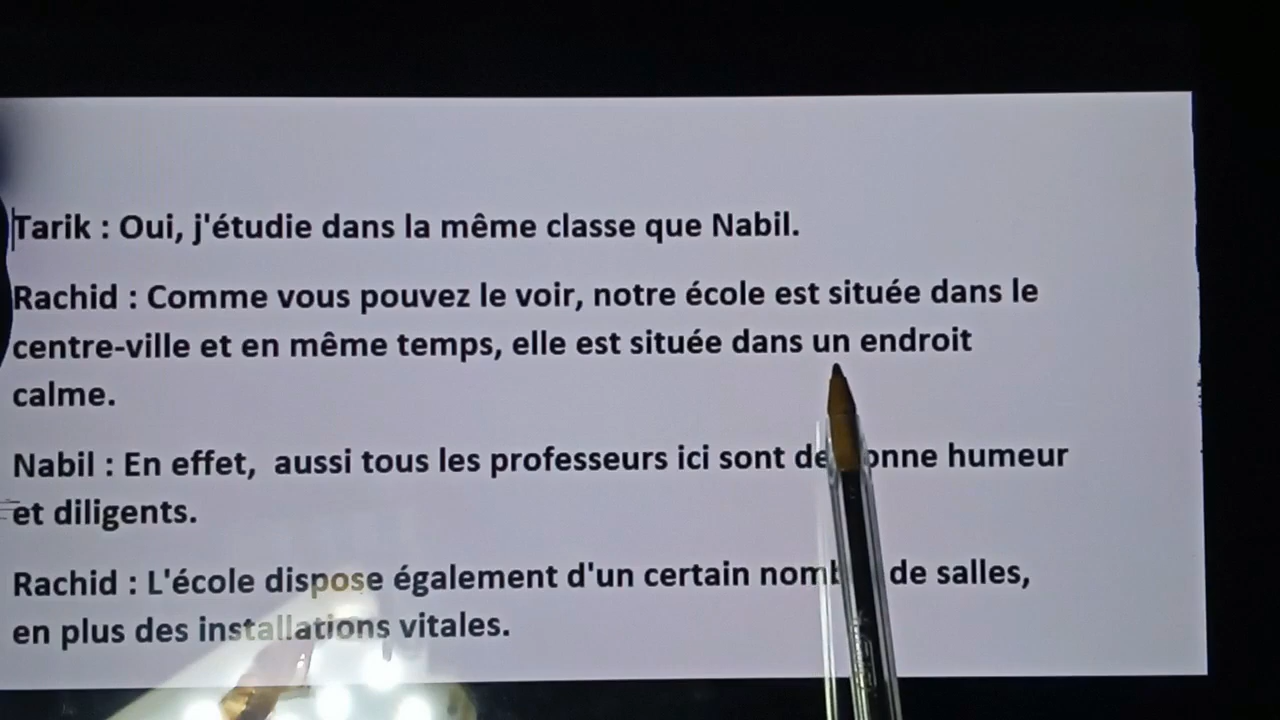 Tarik : Oui, j'étudie dans la même classe que Nabil.
Rachid : Comme vous pouvez le voir, notre école est située dans le
centre-ville et en même temps, elle est située dans un endroit
calme.
Nabil : En effet,  aussi tous les professeurs ici sont de bonne humeur
et diligents.
Rachid : L'école dispose également d'un certain nombre de salles,
en plus des installations vitales.